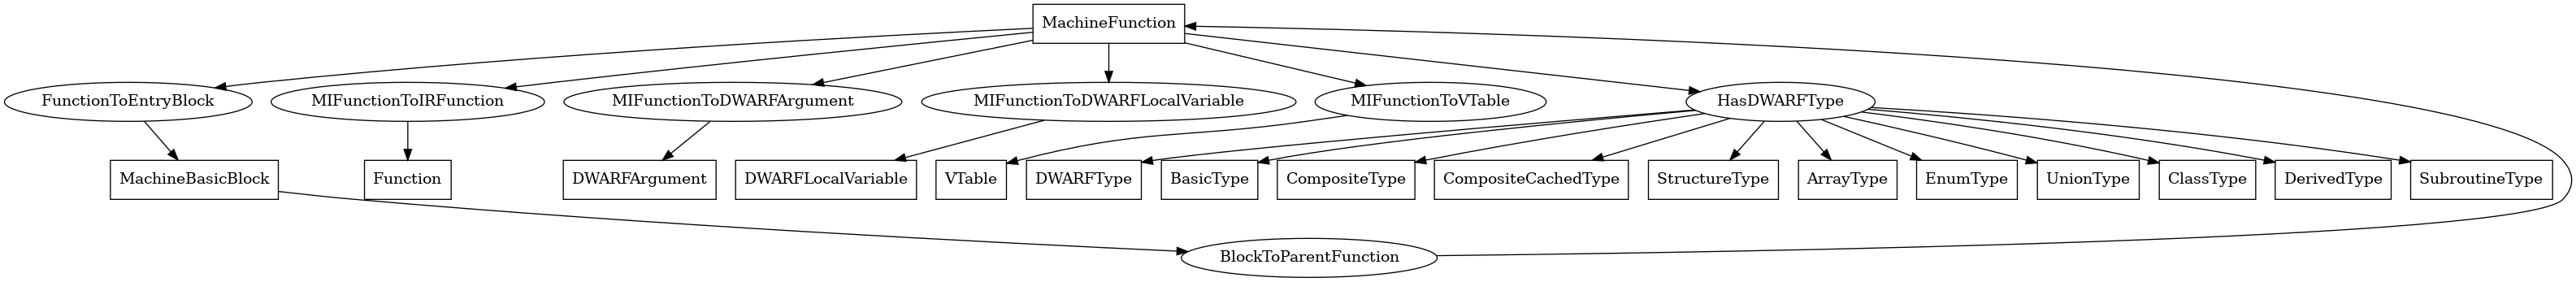 MachineFunction
FunctionToEntryBlock
MIFunctionToIRFunction
MIFunctionToDWARFArgument
MIFunctionToDWARFLocalVariable
MIFunctionToVTable
HasDWARFType
MachineBasicBlock
Function
DWARFArgument
DWARFLocalVariable
VTable
DWARFType
BasicType
CompositeType
CompositeCachedType
StructureType
ArrayType
EnumType
UnionType
ClassType
DerivedType
SubroutineType
BlockToParentFunction